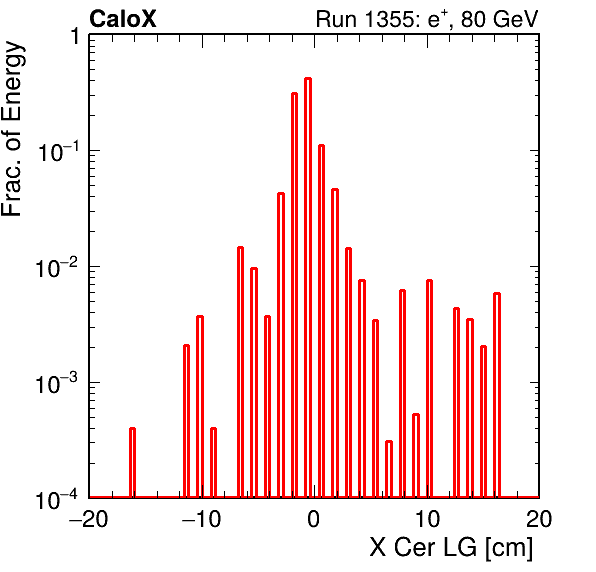 CaloX
Run 1355: e⁺, 80 GeV
Frac. of Energy
1
10⁻¹
10⁻²
10⁻³
10⁻⁴
−20
−10
0
10
20
X Cer LG [cm]